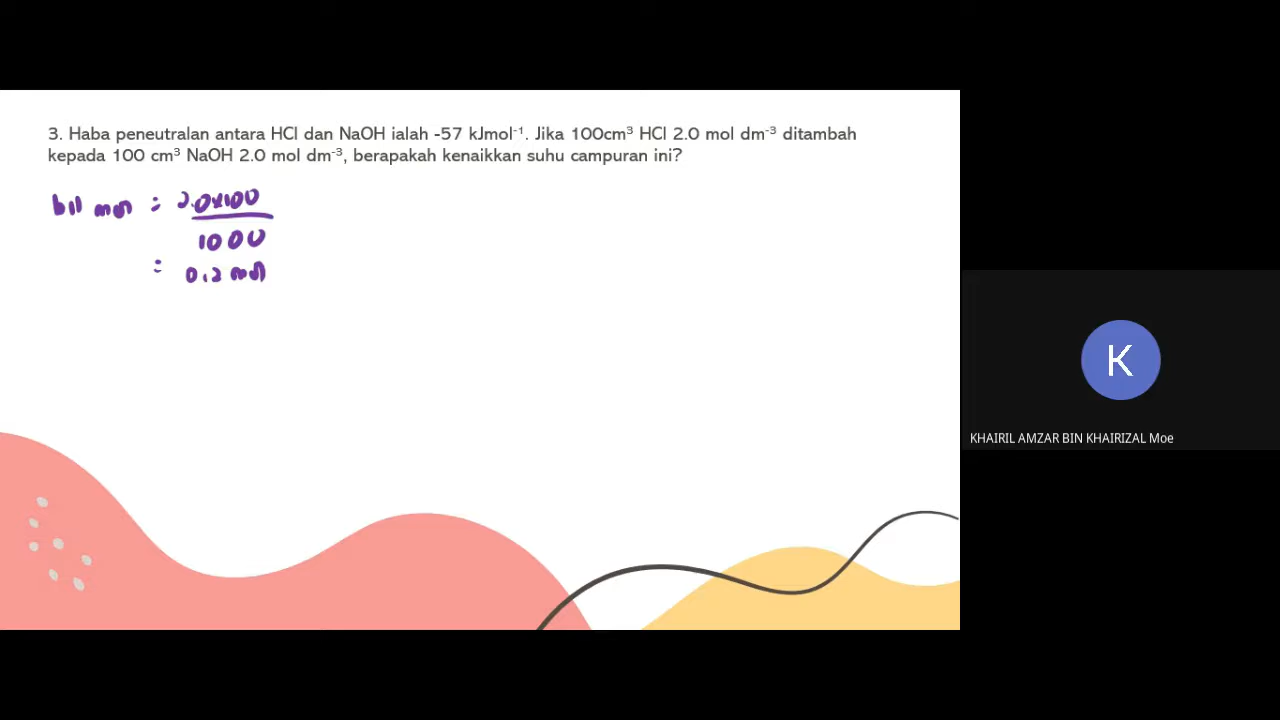 3. Haba peneutralan antara HCl dan NaOH ialah -57 kJmol⁻¹. Jika 100cm³ HCl 2.0 mol dm⁻³ ditambah
kepada 100 cm³ NaOH 2.0 mol dm⁻³, berapakah kenaikkan suhu campuran ini?
bil mol = 2.0x100
1000
= 0.2 mol
K
KHAIRIL AMZAR BIN KHAIRIZAL Moe